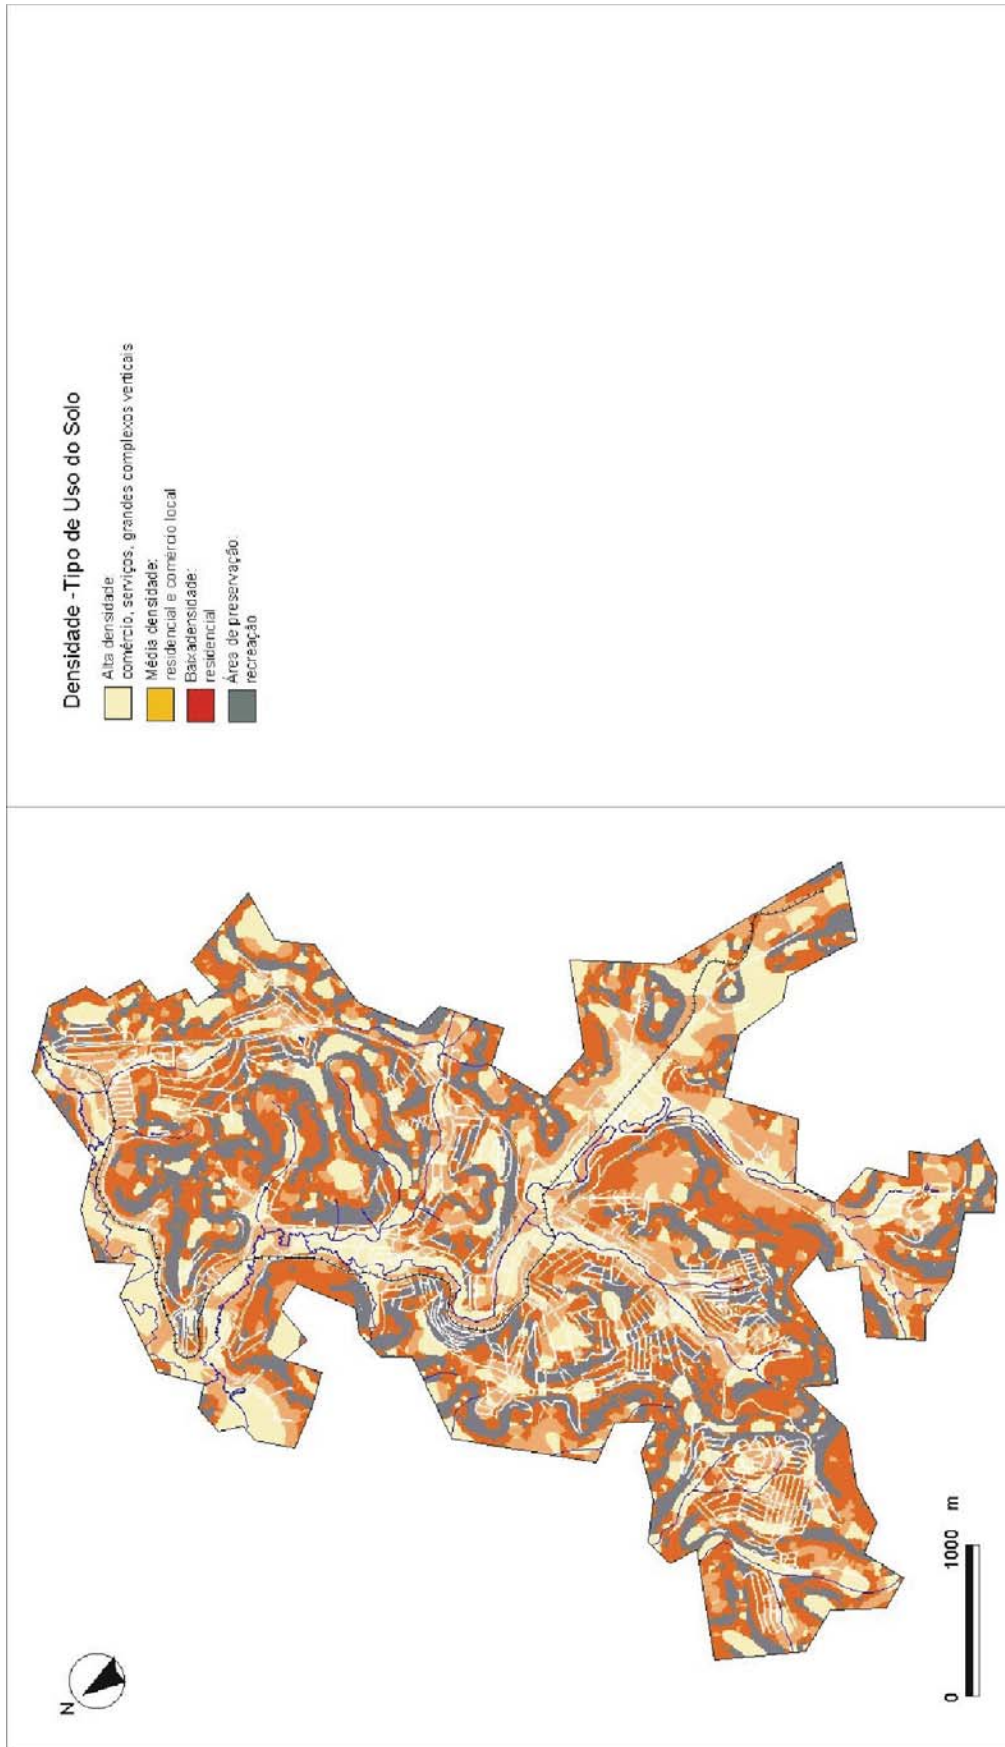 Densidade - Tipo de Uso do Solo
Alta densidade:
comércio, serviços, grandes complexos verticais
Média densidade:
residencial e comércio local
Baixadensidade:
residencial
Área de preservação:
recreação
N
0 1000 m